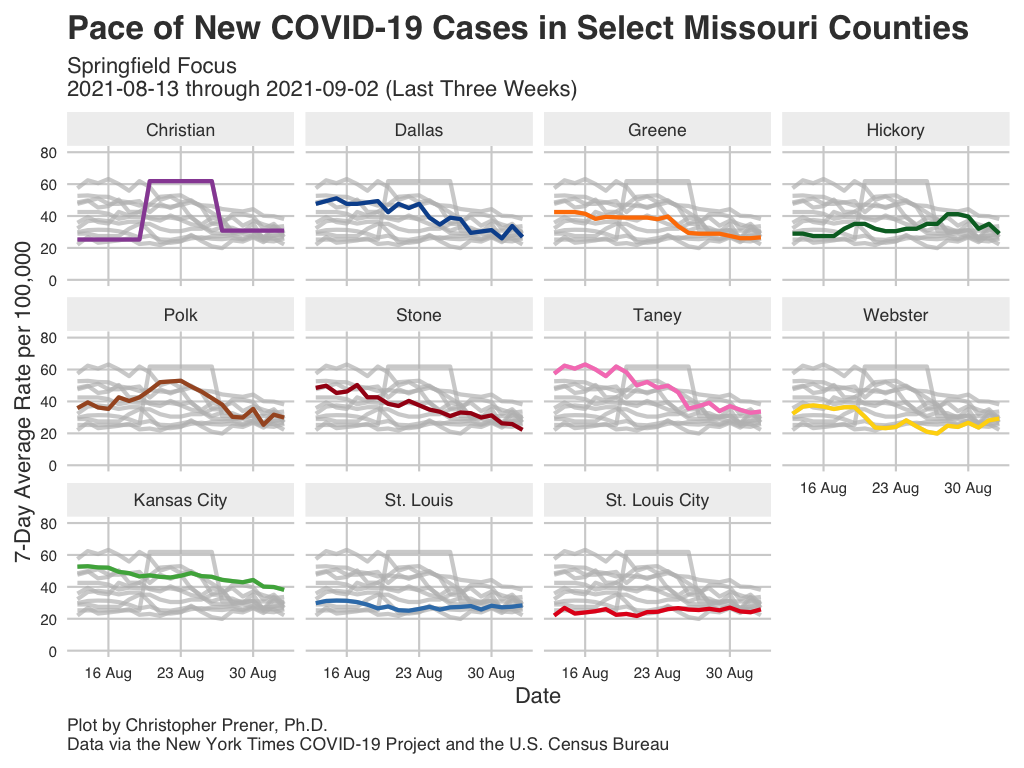 Pace of New COVID-19 Cases in Select Missouri Counties
Springfield Focus
2021-08-13 through 2021-09-02 (Last Three Weeks)
Christian
Dallas
Greene
Hickory
80
60
40
20
0
Polk
Stone
Taney
Webster
80
60
40
20
0
16 Aug
23 Aug
30 Aug
Kansas City
St. Louis
St. Louis City
80
60
40
20
0
16 Aug
23 Aug
30 Aug
16 Aug
23 Aug
30 Aug
16 Aug
23 Aug
30 Aug
7-Day Average Rate per 100,000
Date
Plot by Christopher Prener, Ph.D.
Data via the New York Times COVID-19 Project and the U.S. Census Bureau